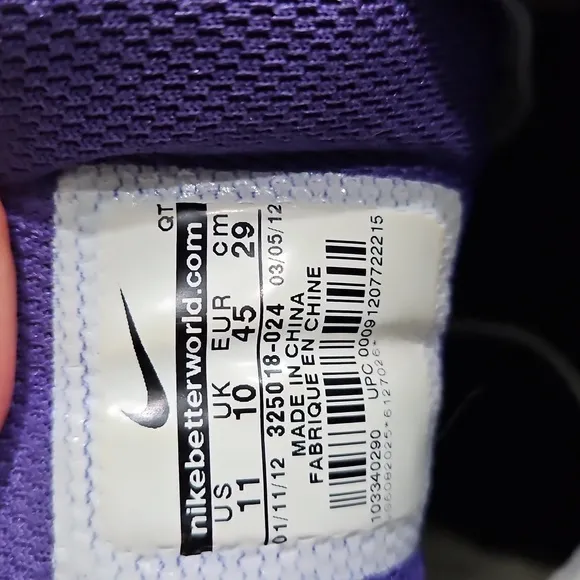 QT
nikebetterworld.com
US UK EUR cm
11 10 45 29
01/11/12 325018-024 03/05/12
MADE IN CHINA
FABRIQUE EN CHINE
103340290 UPC 00091207722215